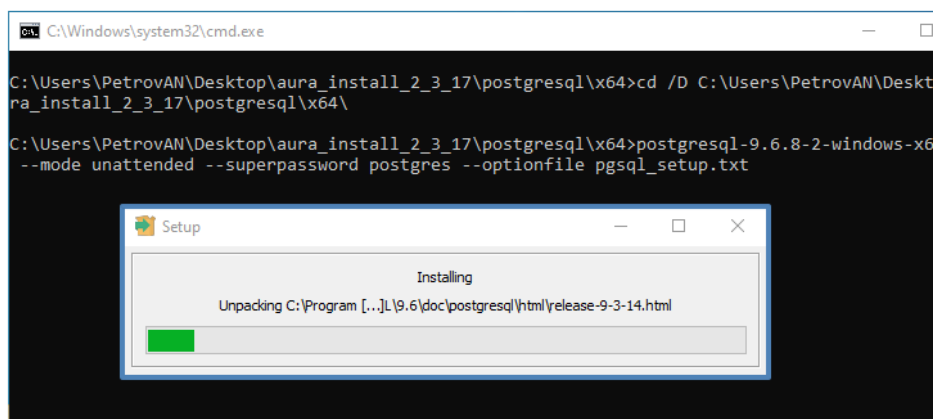 C:\Windows\system32\cmd.exe
C:\Users\PetrovAN\Desktop\aura_install_2_3_17\postgresql\x64>cd /D C:\Users\PetrovAN\Deskt
ra_install_2_3_17\postgresql\x64\
C:\Users\PetrovAN\Desktop\aura_install_2_3_17\postgresql\x64>postgresql-9.6.8-2-windows-x6
--mode unattended --superpassword postgres --optionfile pgsql_setup.txt
Setup
Installing
Unpacking C:\Program [...]L\9.6\doc\postgresql\html\release-9-3-14.html